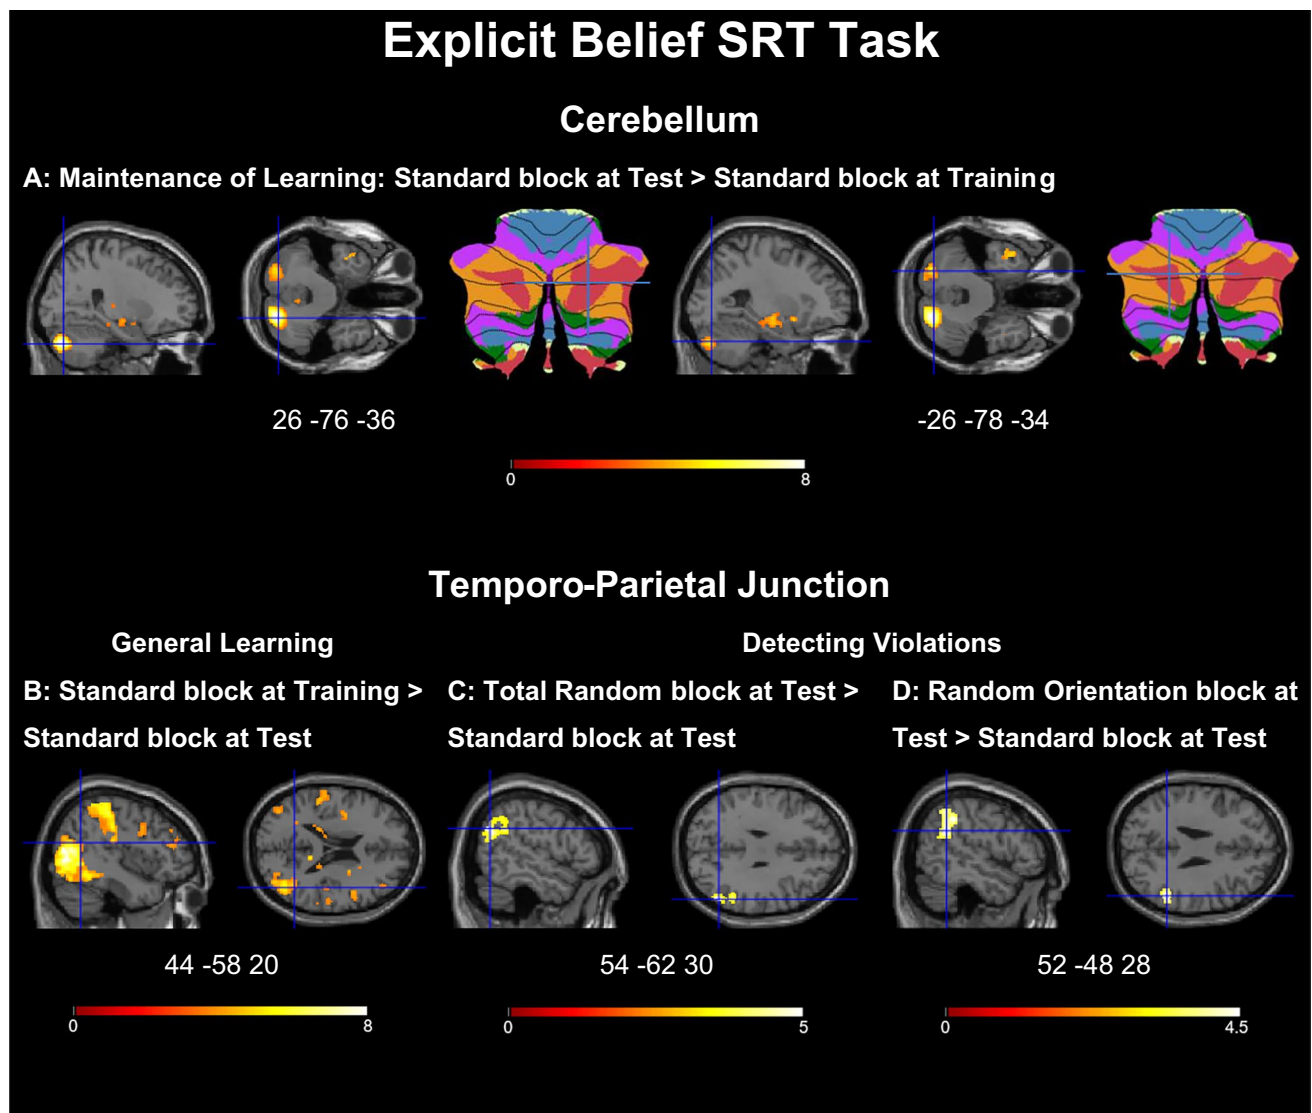 Explicit Belief SRT Task
Cerebellum
A: Maintenance of Learning: Standard block at Test > Standard block at Training
26 -76 -36
-26 -78 -34
0
8
Temporo-Parietal Junction
General Learning
Detecting Violations
B: Standard block at Training >
Standard block at Test
C: Total Random block at Test >
Standard block at Test
D: Random Orientation block at
Test > Standard block at Test
44 -58 20
54 -62 30
52 -48 28
0
8
0
5
0
4.5